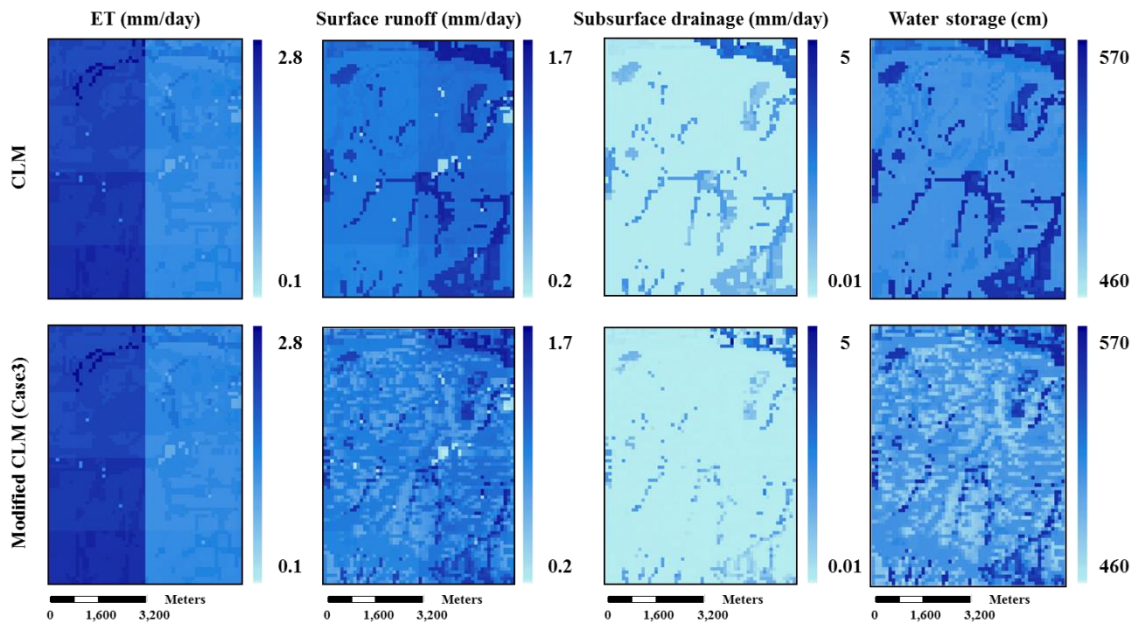 ET (mm/day) Surface runoff (mm/day) Subsurface drainage (mm/day) Water storage (cm)
CLM
2.8 1.7 5 570
0.1 0.2 0.01 460
Modified CLM (Case3)
2.8 1.7 5 570
0.1 0.2 0.01 460
Meters Meters Meters Meters
0 1,600 3,200 0 1,600 3,200 0 1,600 3,200 0 1,600 3,200